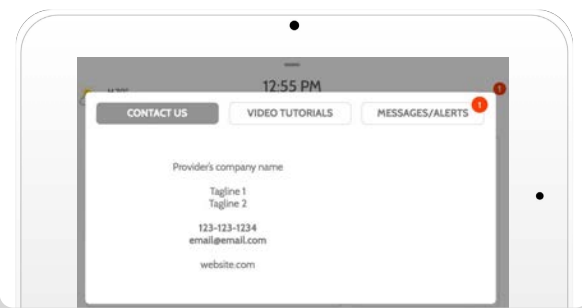 12:55 PM
1
CONTACT US
VIDEO TUTORIALS
MESSAGES/ALERTS
1
Provider's company name
Tagline 1
Tagline 2
123-123-1234
email@email.com
website.com